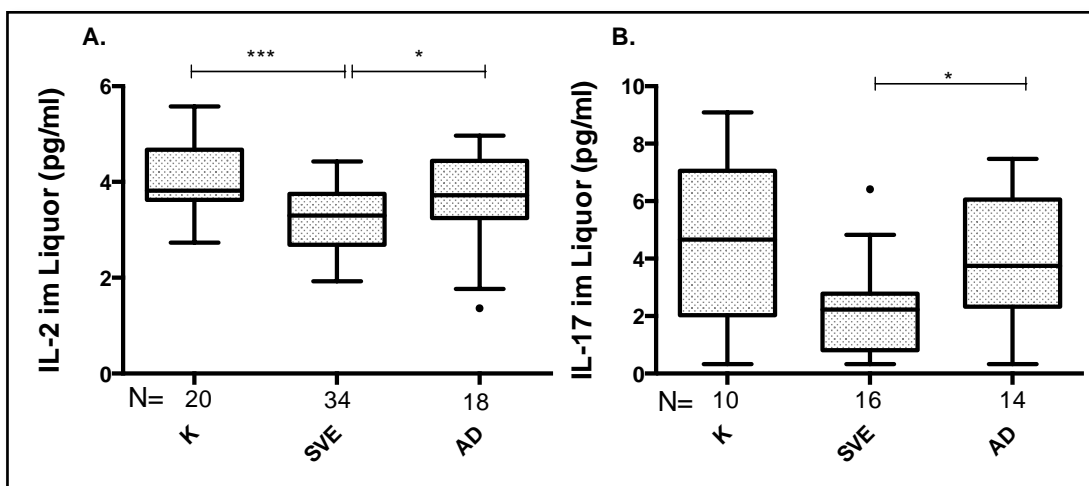 A.
*** *
IL-2 im Liquor (pg/ml)
6
4
2
0
N= 20 34 18
K SVE AD
B.
*
IL-17 im Liquor (pg/ml)
10
8
6
4
2
0
N= 10 16 14
K SVE AD